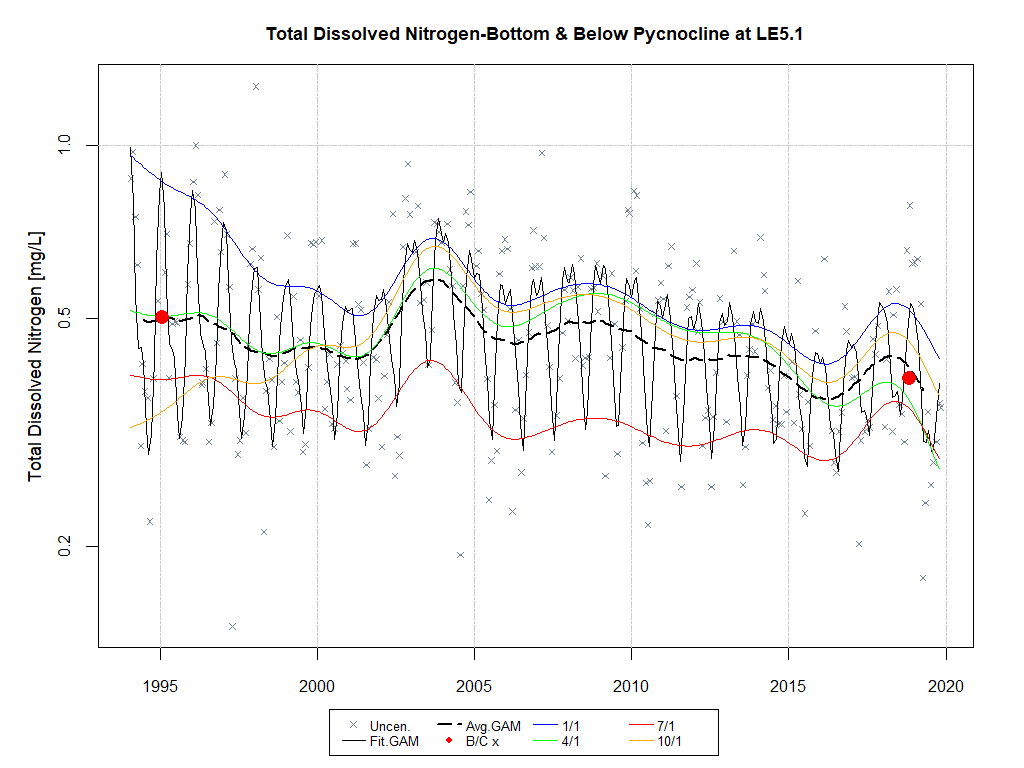 Total Dissolved Nitrogen-Bottom & Below Pycnocline at LE5.1
Total Dissolved Nitrogen [mg/L]
1.0
0.5
0.2
1995 2000 2005 2010 2015 2020
Uncen. Avg.GAM 1/1 7/1
Fit.GAM B/C x 4/1 10/1